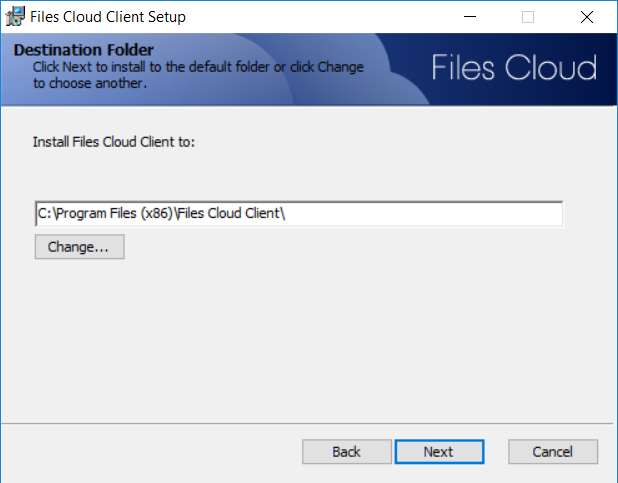 Files Cloud Client Setup
Destination Folder
Click Next to install to the default folder or click Change
to choose another.
Files Cloud
Install Files Cloud Client to:
C:\Program Files (x86)\Files Cloud Client\
Change...
Back
Next
Cancel